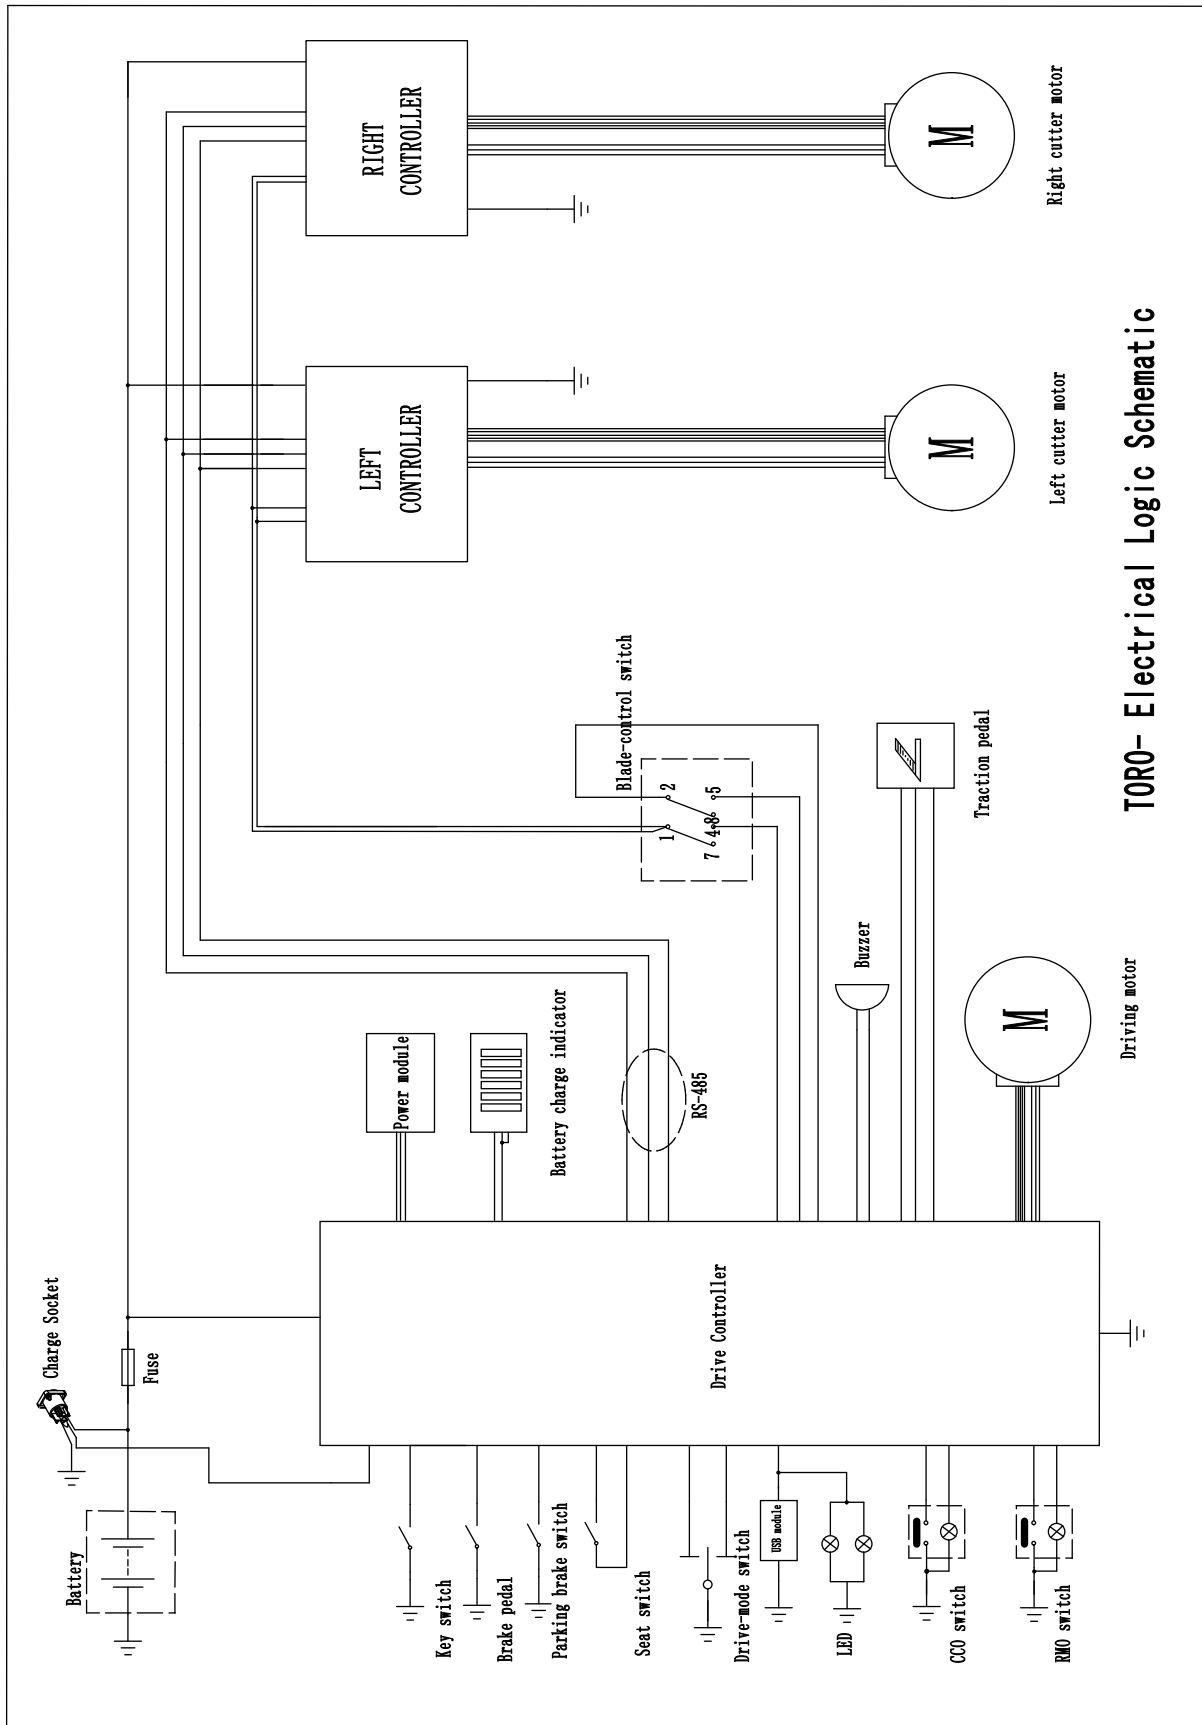 Battery
Charge Socket
Fuse
RIGHT
CONTROLLER
LEFT
CONTROLLER
Key switch
Brake pedal
Parking brake switch
Seat switch
Drive-mode switch
USB module
LED
CCO switch
RMO switch
Drive Controller
Power module
Battery charge indicator
RS-485
Blade-control switch
1
2
7
4
8
5
Buzzer
Traction pedal
M
Driving motor
M
Left cutter motor
M
Right cutter motor
TORO- Electrical Logic Schematic